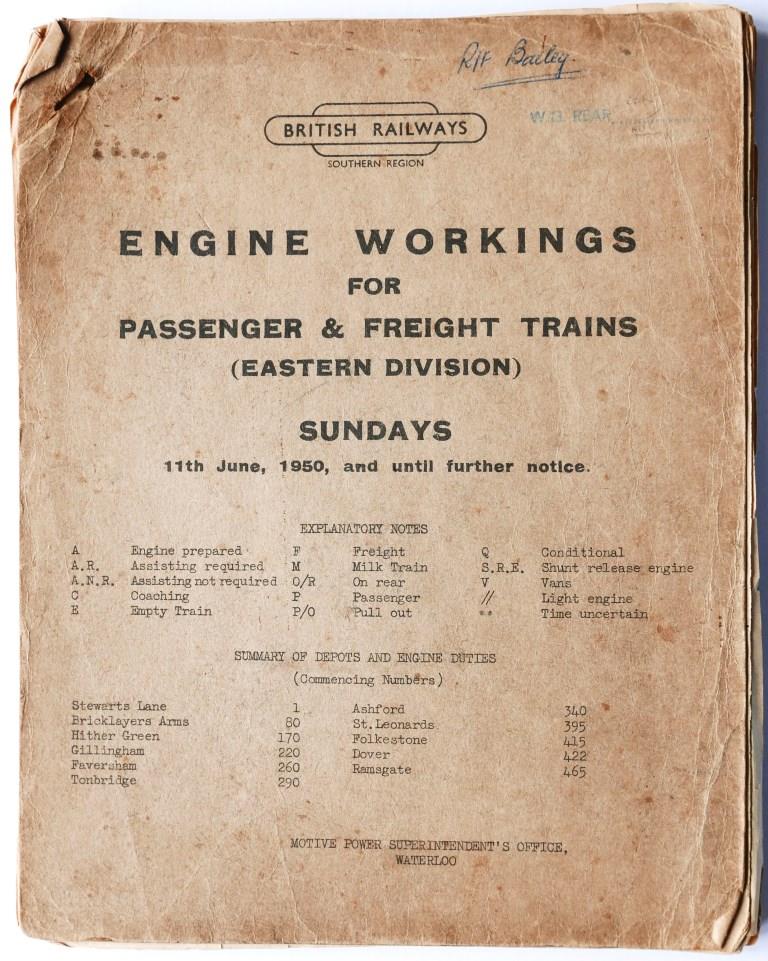 R/f Bailey.
W.D. REAR
BRITISH RAILWAYS
SOUTHERN REGION
ENGINE WORKINGS
FOR
PASSENGER & FREIGHT TRAINS
(EASTERN DIVISION)
SUNDAYS
11th June, 1950, and until further notice.
EXPLANATORY NOTES
A Engine prepared F Freight Q Conditional
A.R. Assisting required M Milk Train S.R.E. Shunt release engine
A.N.R. Assisting not required O/R On rear V Vans
C Coaching P Passenger // Light engine
E Empty Train P/O Pull out ** Time uncertain
SUMMARY OF DEPOTS AND ENGINE DUTIES
(Commencing Numbers)
Stewarts Lane 1 Ashford 340
Bricklayers Arms 80 St.Leonards 395
Hither Green 170 Folkestone 415
Gillingham 220 Dover 422
Faversham 260 Ramsgate 465
Tonbridge 290
MOTIVE POWER SUPERINTENDENT'S OFFICE,
WATERLOO